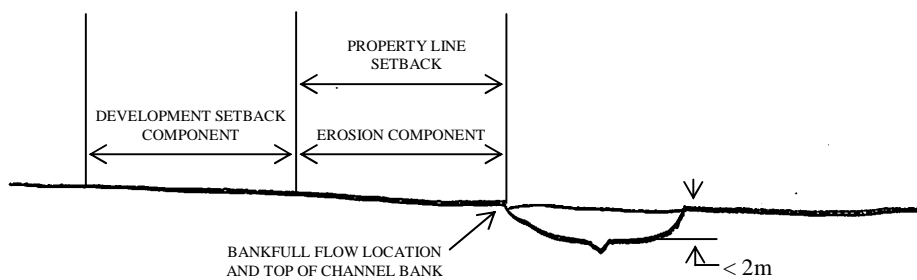 PROPERTY LINE
SETBACK
DEVELOPMENT SETBACK
COMPONENT
EROSION COMPONENT
BANKFULL FLOW LOCATION
AND TOP OF CHANNEL BANK
< 2m